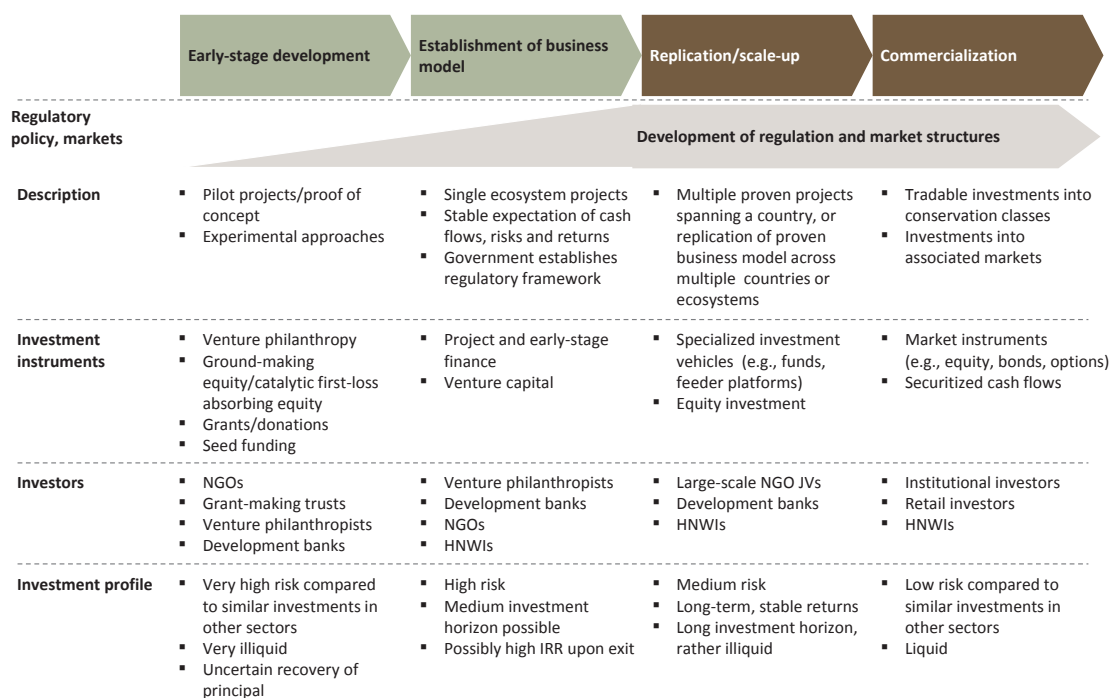 Early-stage development
Establishment of business
model
Replication/scale-up
Commercialization
Regulatory
policy, markets
Development of regulation and market structures
Description
▪ Pilot projects/proof of
concept
▪ Experimental approaches
▪ Single ecosystem projects
▪ Stable expectation of cash
flows, risks and returns
▪ Government establishes
regulatory framework
▪ Multiple proven projects
spanning a country, or
replication of proven
business model across
multiple countries or
ecosystems
▪ Tradable investments into
conservation classes
▪ Investments into
associated markets
Investment
instruments
▪ Venture philanthropy
▪ Ground-making
equity/catalytic first-loss
absorbing equity
▪ Grants/donations
▪ Seed funding
▪ Project and early-stage
finance
▪ Venture capital
▪ Specialized investment
vehicles (e.g., funds,
feeder platforms)
▪ Equity investment
▪ Market instruments
(e.g., equity, bonds, options)
▪ Securitized cash flows
Investors
▪ NGOs
▪ Grant-making trusts
▪ Venture philanthropists
▪ Development banks
▪ Venture philanthropists
▪ Development banks
▪ NGOs
▪ HNWIs
▪ Large-scale NGO JVs
▪ Development banks
▪ HNWIs
▪ Institutional investors
▪ Retail investors
▪ HNWIs
Investment profile
▪ Very high risk compared
to similar investments in
other sectors
▪ Very illiquid
▪ Uncertain recovery of
principal
▪ High risk
▪ Medium investment
horizon possible
▪ Possibly high IRR upon exit
▪ Medium risk
▪ Long-term, stable returns
▪ Long investment horizon,
rather illiquid
▪ Low risk compared to
similar investments in
other sectors
▪ Liquid